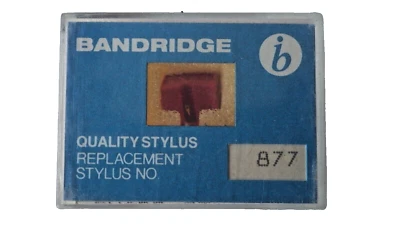 BANDRIDGE
b
QUALITY STYLUS
REPLACEMENT
STYLUS NO. 877